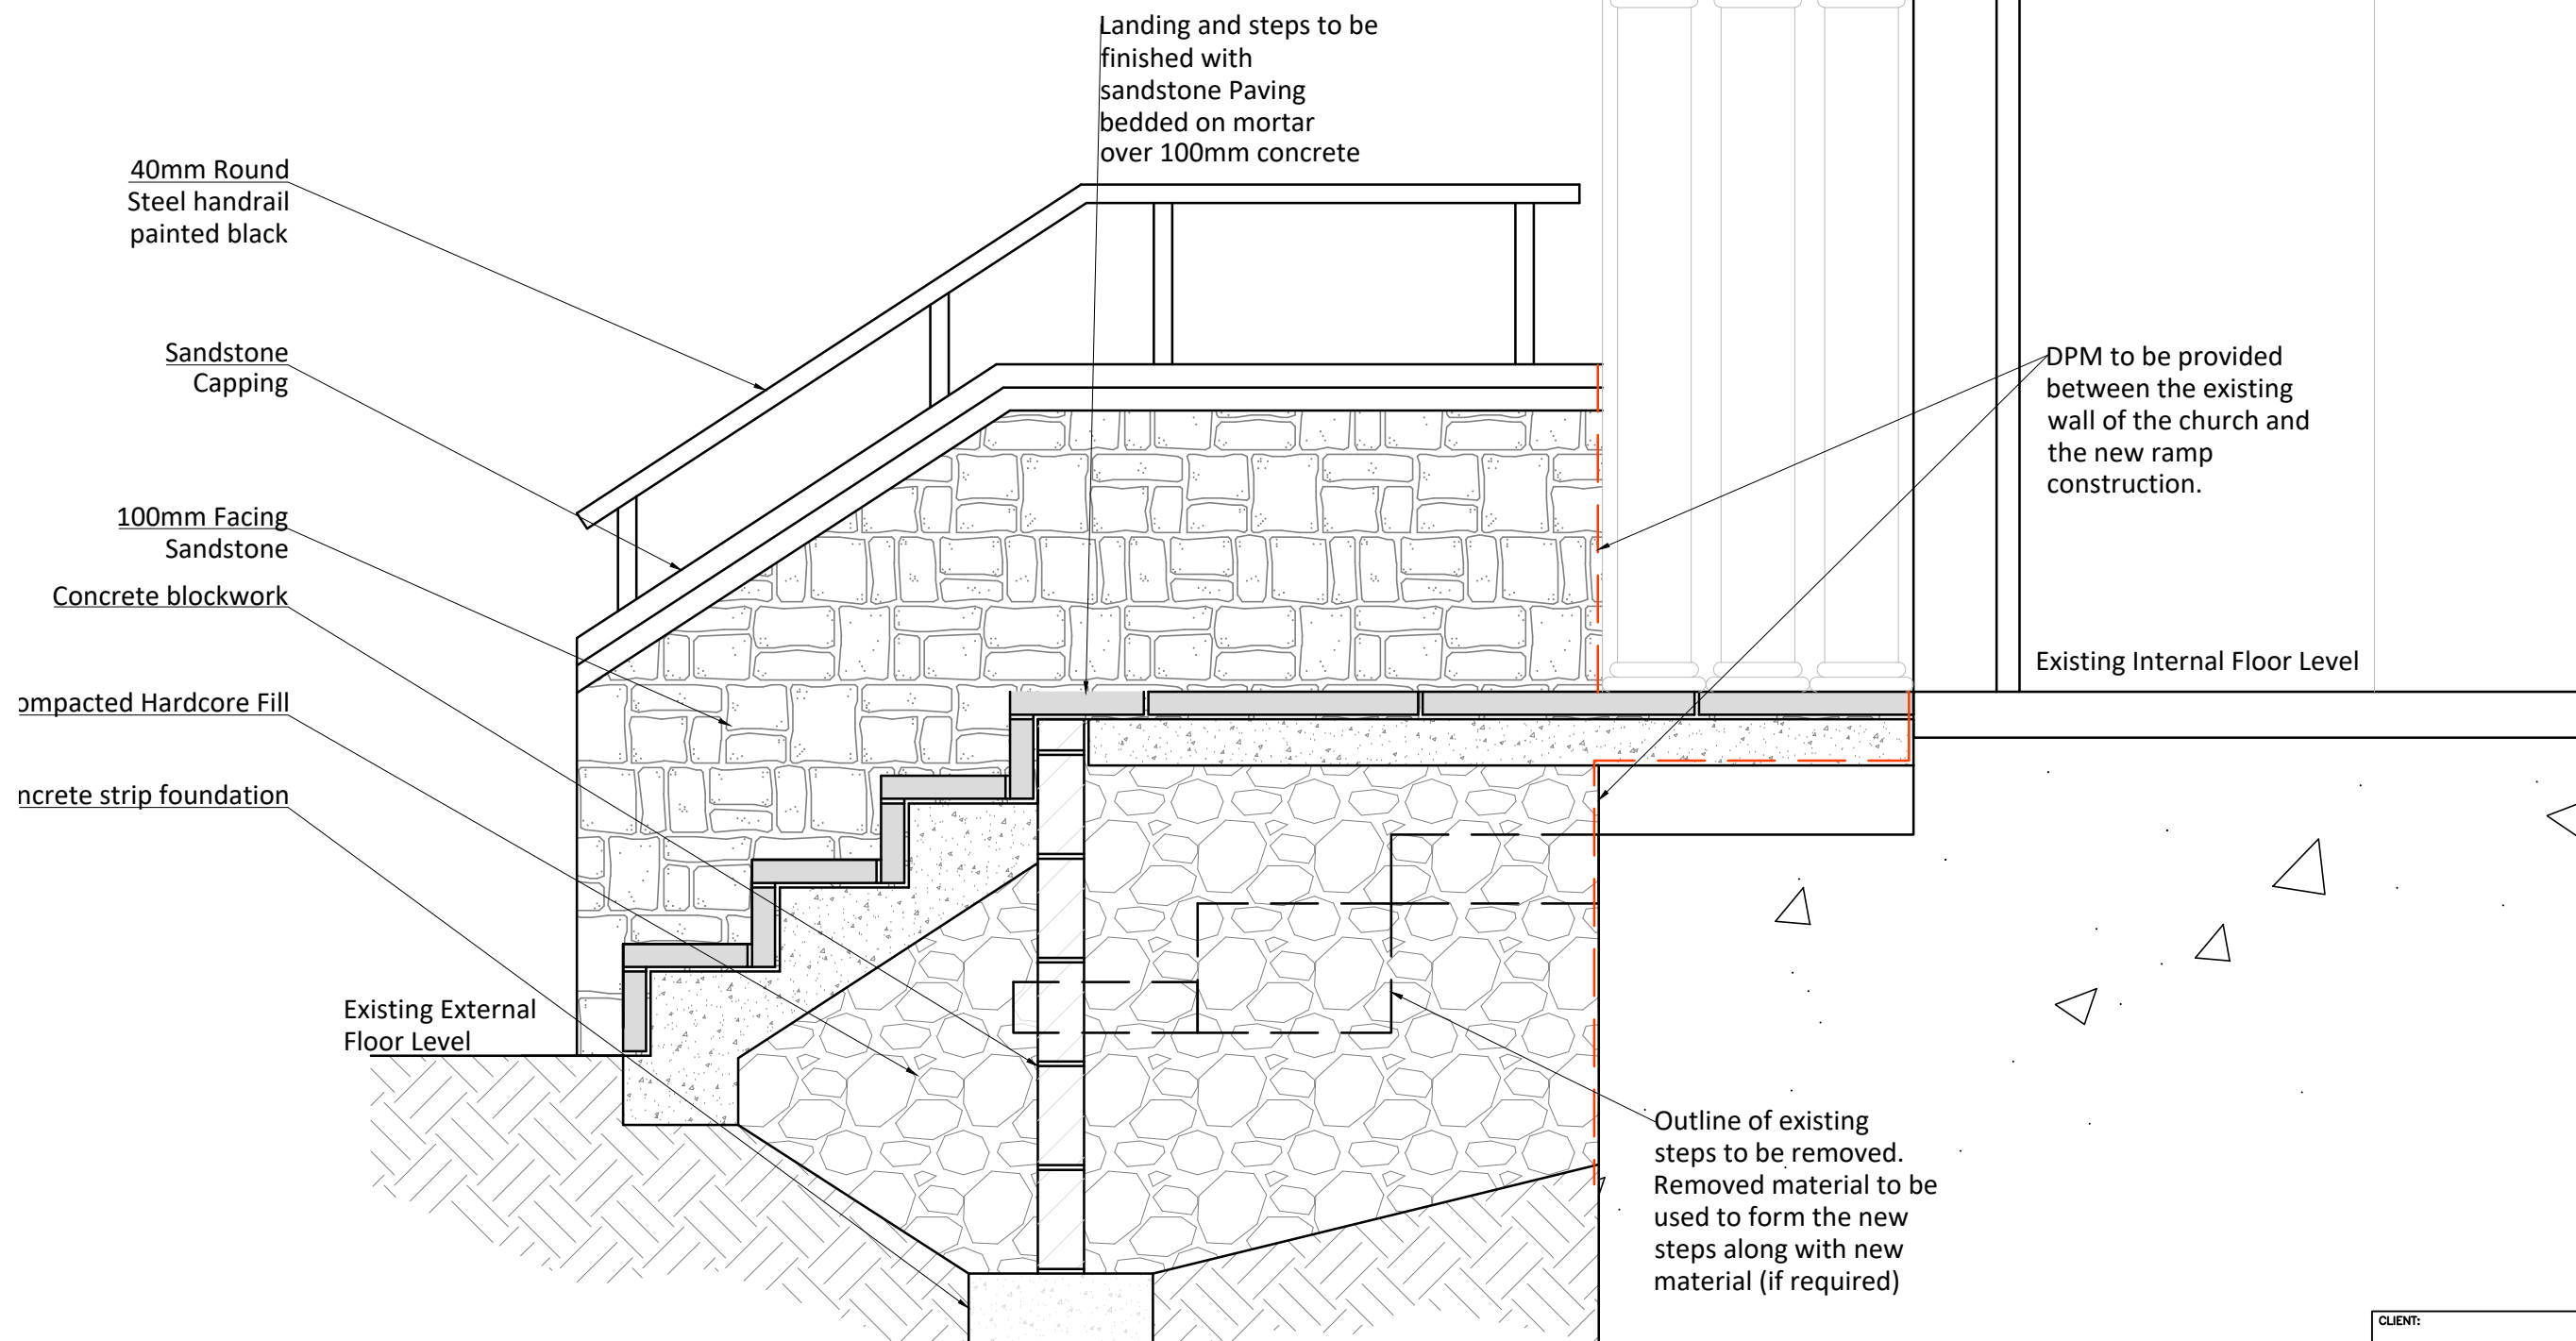 Landing and steps to be
finished with
sandstone Paving
bedded on mortar
over 100mm concrete
40mm Round
Steel handrail
painted black
Sandstone
Capping
100mm Facing
Sandstone
Concrete blockwork
ompacted Hardcore Fill
ncrete strip foundation
Existing External
Floor Level
DPM to be provided
between the existing
wall of the church and
the new ramp
construction.
Existing Internal Floor Level
Outline of existing
steps to be removed.
Removed material to be
used to form the new
steps along with new
material (if required)
CLIENT: